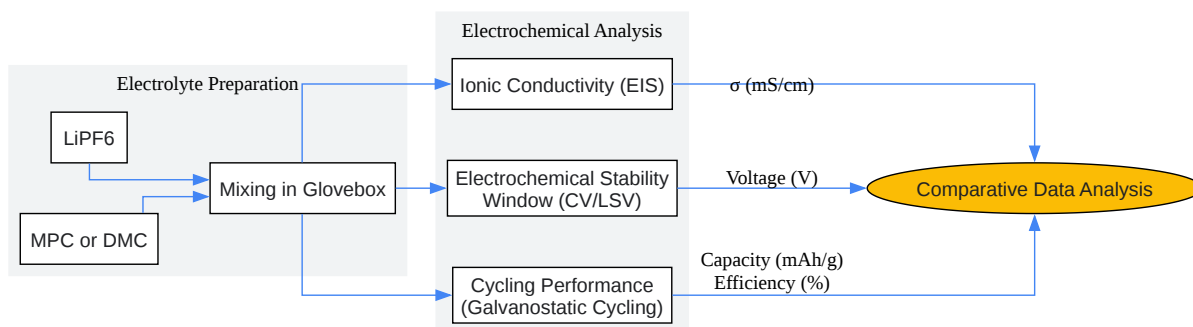 Electrolyte Preparation
LiPF6
MPC or DMC
Mixing in Glovebox
Electrochemical Analysis
Ionic Conductivity (EIS)
Electrochemical Stability
Window (CV/LSV)
Cycling Performance
(Galvanostatic Cycling)
σ (mS/cm)
Voltage (V)
Capacity (mAh/g)
Efficiency (%)
Comparative Data Analysis